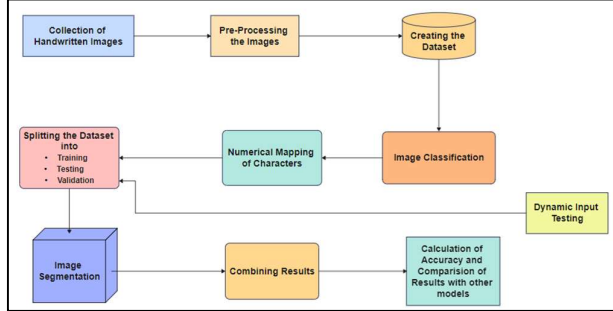 Collection of
Handwritten Images
Pre-Processing
the Images
Creating the
Dataset
Splitting the Dataset
into
• Training
• Testing
• Validation
Numerical Mapping
of Characters
Image Classification
Dynamic Input
Testing
Image
Segmentation
Combining Results
Calculation of
Accuracy and
Comparision of
Results with other
models